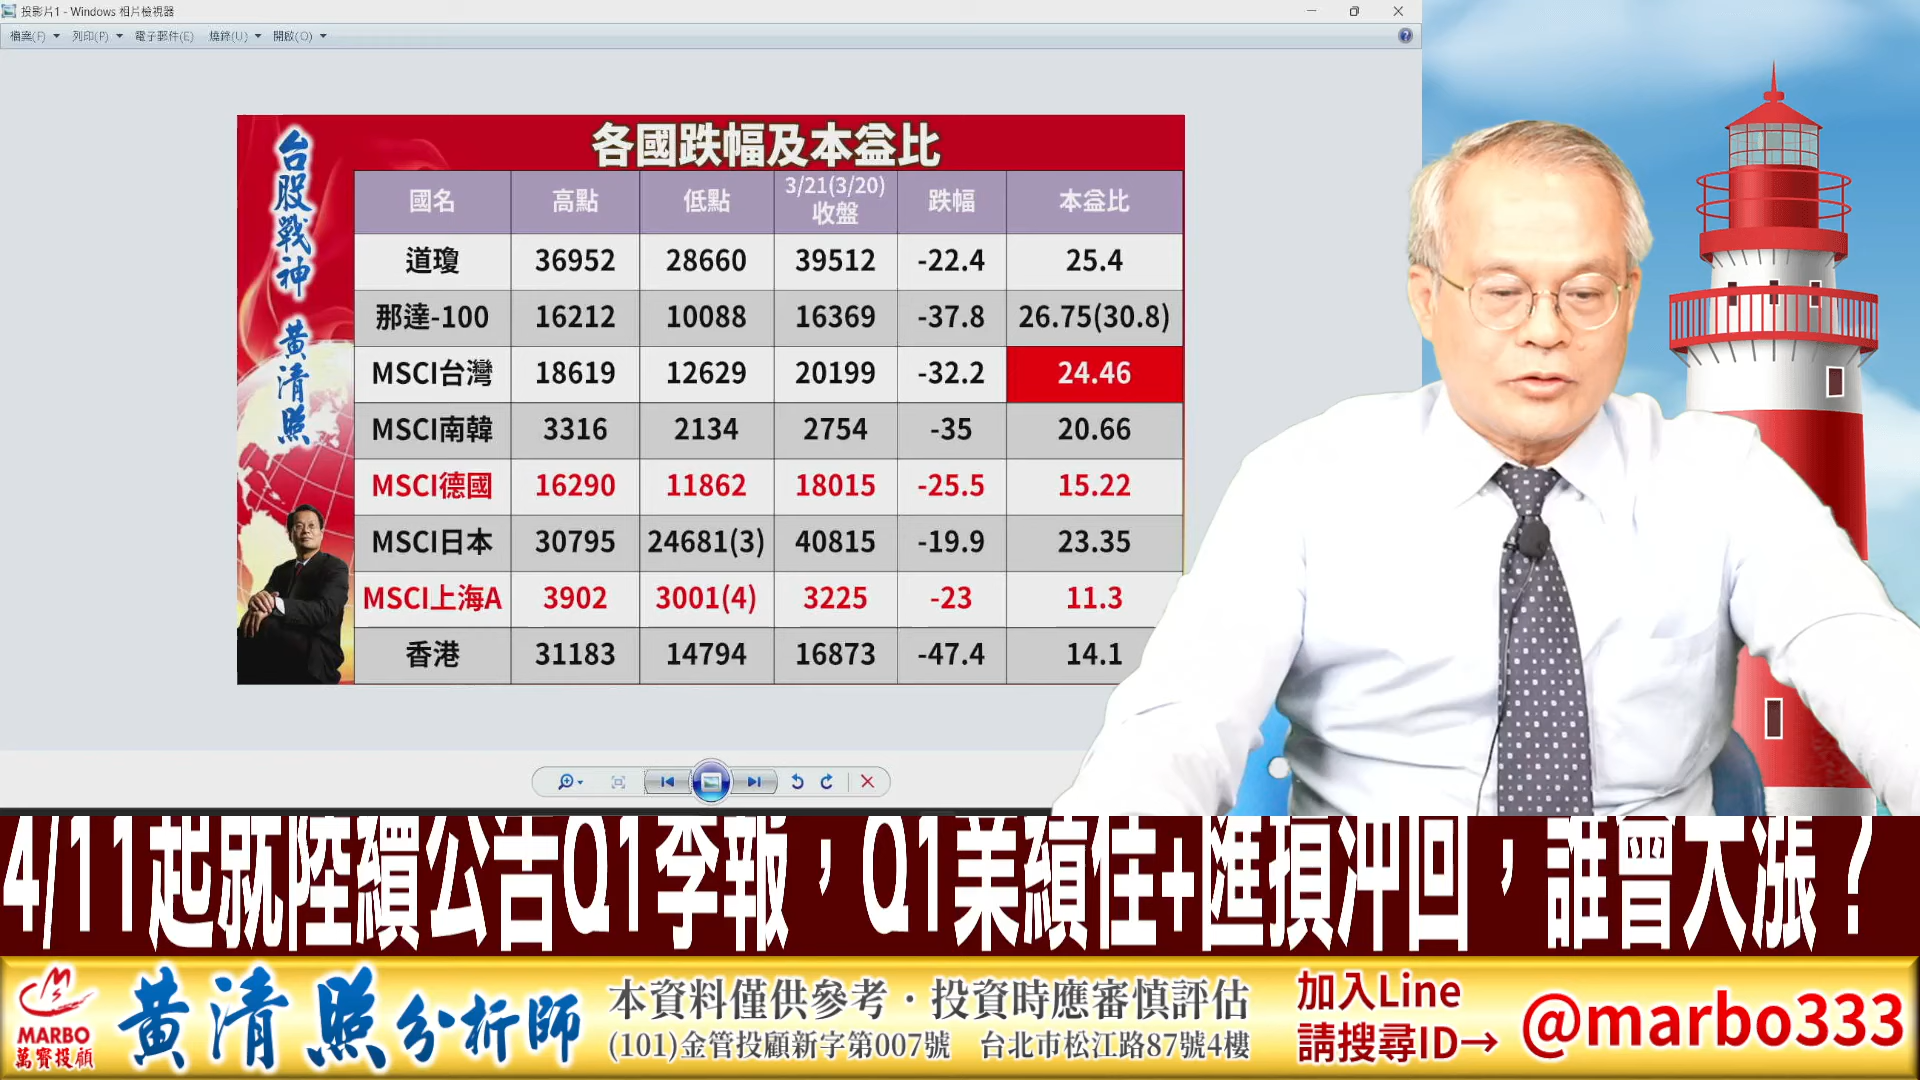 投影片1 - Windows 相片檢視器
檔案(F) 列印(P) 電子郵件(E) 燒錄(U) 開啟(O)
台股戰神 黃清照
各國跌幅及本益比
國名 高點 低點 3/21(3/20)收盤 跌幅 本益比
道瓊 36952 28660 39512 -22.4 25.4
那達-100 16212 10088 16369 -37.8 26.75(30.8)
MSCI台灣 18619 12629 20199 -32.2 24.46
MSCI南韓 3316 2134 2754 -35 20.66
MSCI德國 16290 11862 18015 -25.5 15.22
MSCI日本 30795 24681(3) 40815 -19.9 23.35
MSCI上海A 3902 3001(4) 3225 -23 11.3
香港 31183 14794 16873 -47.4 14.1
4/11起就陸續公告Q1季報，Q1業績佳+匯損沖回，誰會大漲？
MARBO
萬寶投顧
黃清照分析師
本資料僅供參考．投資時應審慎評估
(101)金管投顧新字第007號 台北市松江路87號4樓
加入Line
請搜尋ID→
@marbo333